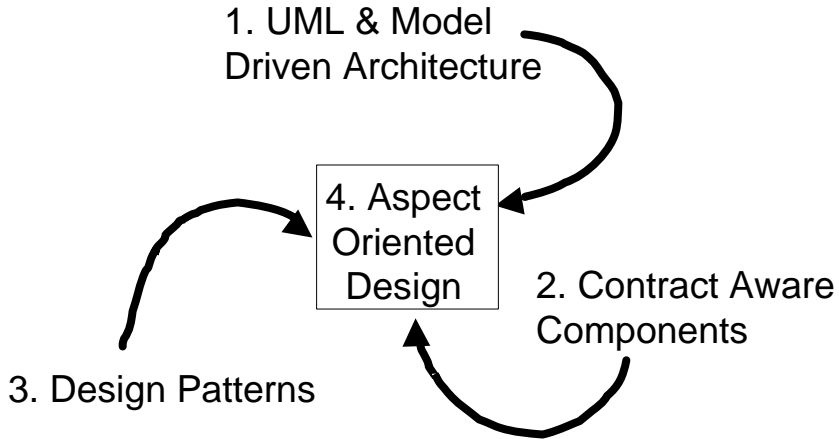 1. UML & Model
Driven Architecture
4. Aspect
Oriented
Design
2. Contract Aware
Components
3. Design Patterns